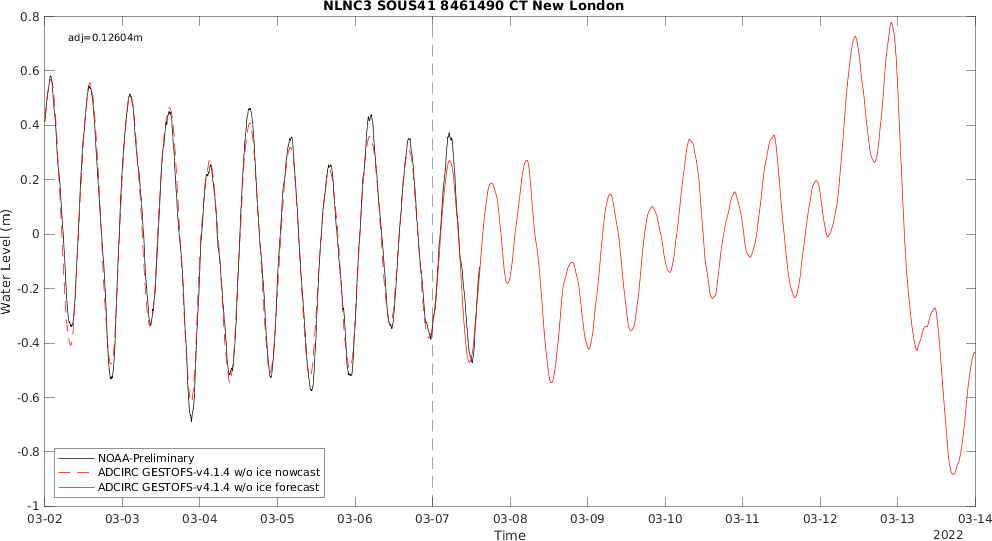 NLNC3 SOUS41 8461490 CT New London
adj=0.12604m
0.8
0.6
0.4
0.2
0
-0.2
-0.4
-0.6
-0.8
-1
Water Level (m)
NOAA-Preliminary
ADCIRC GESTOFS-v4.1.4 w/o ice nowcast
ADCIRC GESTOFS-v4.1.4 w/o ice forecast
03-02 03-03 03-04 03-05 03-06 03-07 03-08 03-09 03-10 03-11 03-12 03-13 03-14
Time
2022